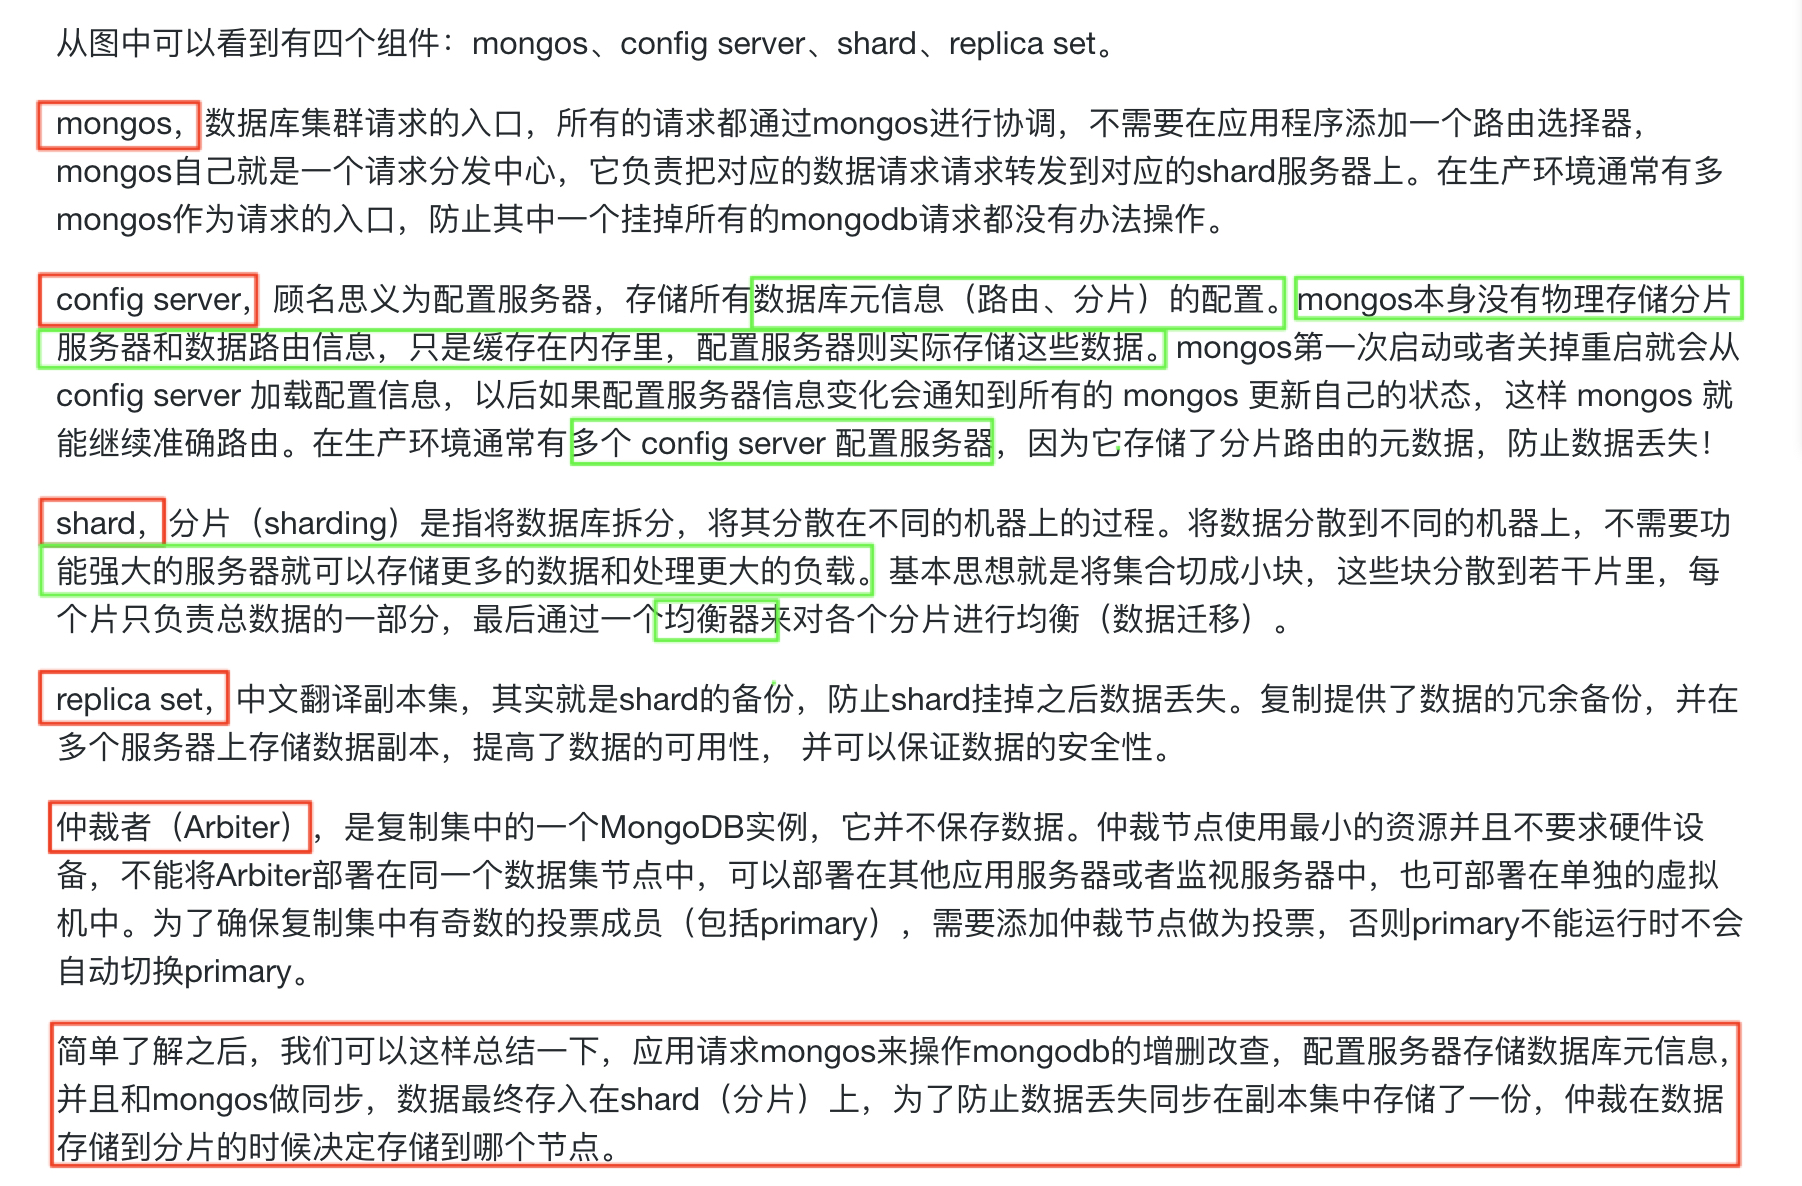 从图中可以看到有四个组件：mongos、config server、shard、replica set。
mongos，数据库集群请求的入口，所有的请求都通过mongos进行协调，不需要在应用程序添加一个路由选择器，
mongos自己就是一个请求分发中心，它负责把对应的数据请求请求转发到对应的shard服务器上。在生产环境通常有多
mongos作为请求的入口，防止其中一个挂掉所有的mongodb请求都没有办法操作。
config server，顾名思义为配置服务器，存储所有数据库元信息（路由、分片）的配置。mongos本身没有物理存储分片
服务器和数据路由信息，只是缓存在内存里，配置服务器则实际存储这些数据。mongos第一次启动或者关掉重启就会从
config server 加载配置信息，以后如果配置服务器信息变化会通知到所有的 mongos 更新自己的状态，这样 mongos 就
能继续准确路由。在生产环境通常有多个 config server 配置服务器，因为它存储了分片路由的元数据，防止数据丢失！
shard，分片（sharding）是指将数据库拆分，将其分散在不同的机器上的过程。将数据分散到不同的机器上，不需要功
能强大的服务器就可以存储更多的数据和处理更大的负载。基本思想就是将集合切成小块，这些块分散到若干片里，每
个片只负责总数据的一部分，最后通过一个均衡器来对各个分片进行均衡（数据迁移）。
replica set，中文翻译副本集，其实就是shard的备份，防止shard挂掉之后数据丢失。复制提供了数据的冗余备份，并在
多个服务器上存储数据副本，提高了数据的可用性， 并可以保证数据的安全性。
仲裁者（Arbiter），是复制集中的一个MongoDB实例，它并不保存数据。仲裁节点使用最小的资源并且不要求硬件设
备，不能将Arbiter部署在同一个数据集节点中，可以部署在其他应用服务器或者监视服务器中，也可部署在单独的虚拟
机中。为了确保复制集中有奇数的投票成员（包括primary），需要添加仲裁节点做为投票，否则primary不能运行时不会
自动切换primary。
简单了解之后，我们可以这样总结一下，应用请求mongos来操作mongodb的增删改查，配置服务器存储数据库元信息，
并且和mongos做同步，数据最终存入在shard（分片）上，为了防止数据丢失同步在副本集中存储了一份，仲裁在数据
存储到分片的时候决定存储到哪个节点。